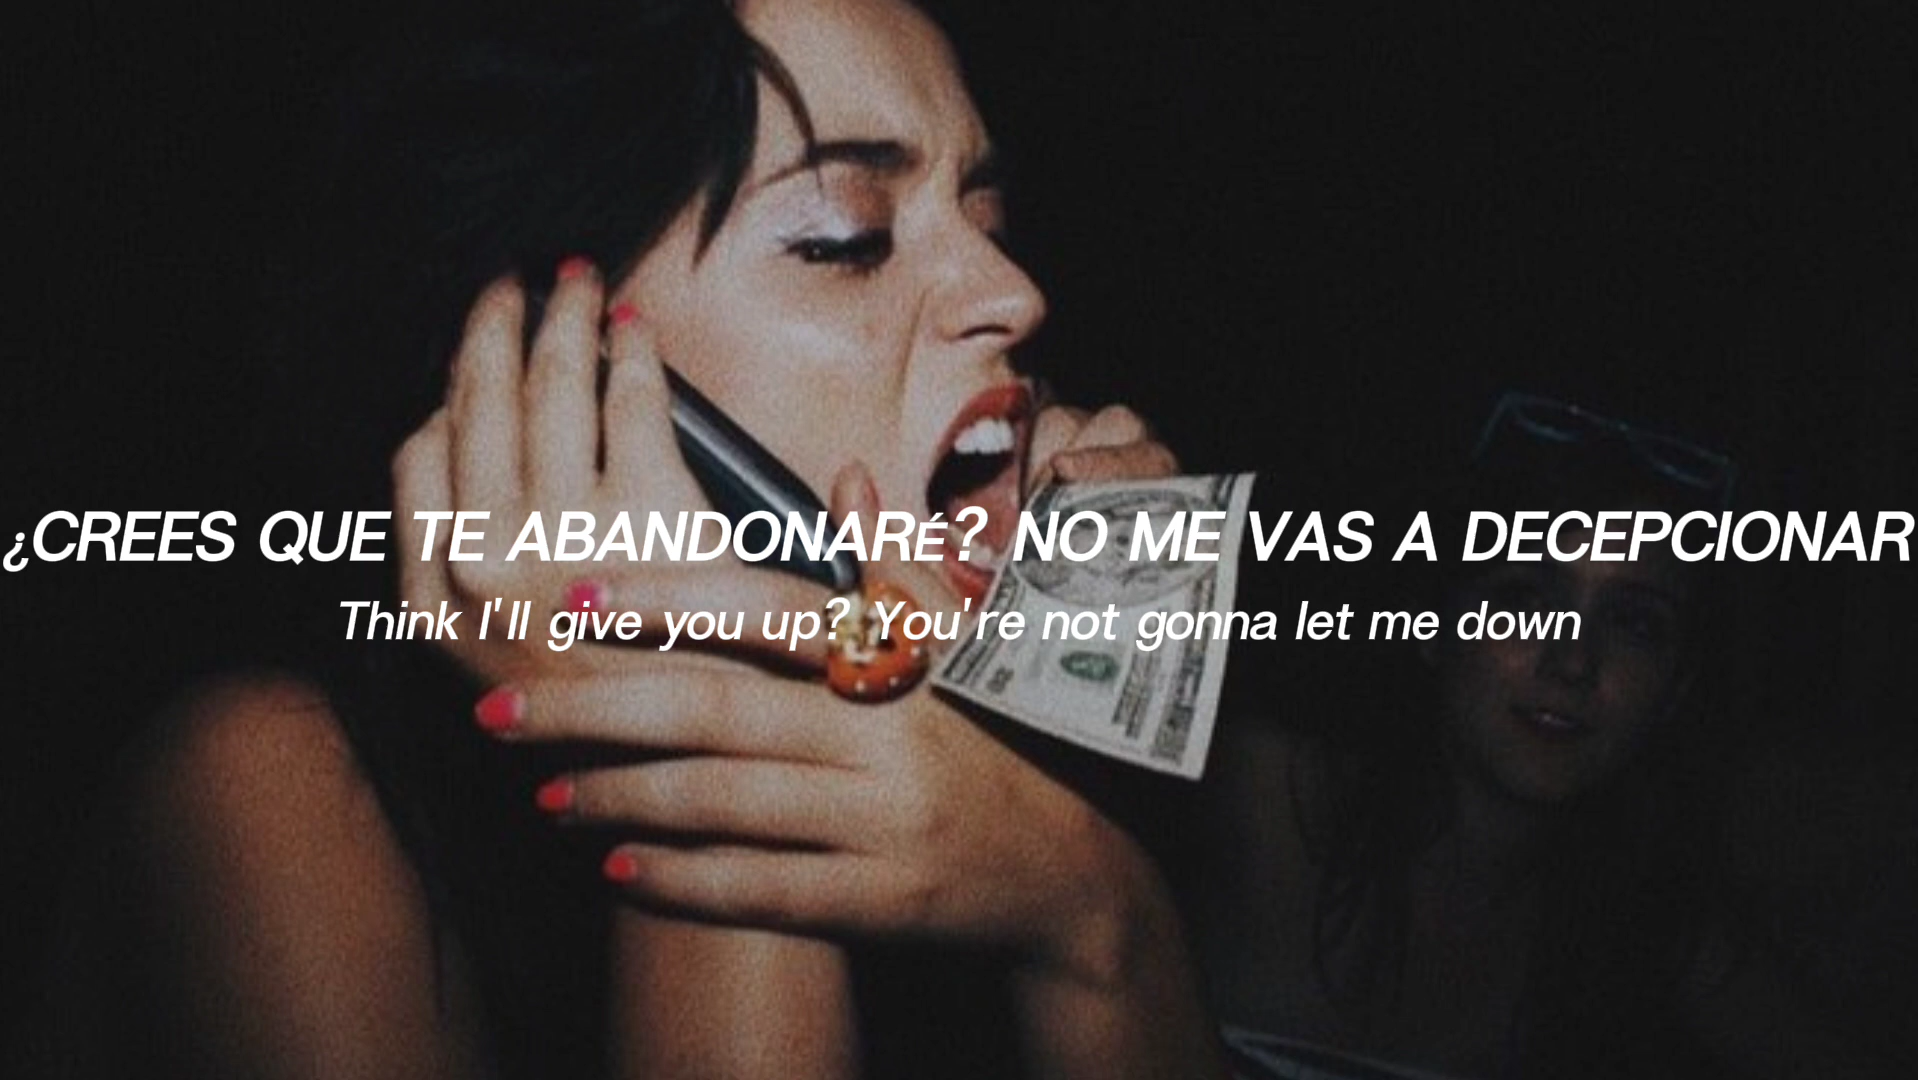 ¿CREES QUE TE ABANDONARÉ? NO ME VAS A DECEPCIONAR
Think I'll give you up? You're not gonna let me down